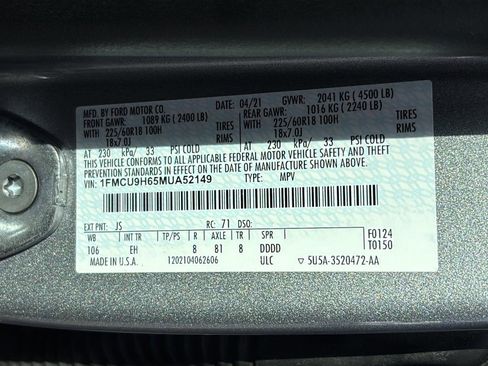 MFD. BY FORD MOTOR CO. DATE: 04/21 GVWR: 2041 KG ( 4500 LB)
FRONT GAWR: 1089 KG ( 2400 LB) REAR GAWR: 1016 KG ( 2240 LB)
WITH 225/60R18 100H TIRES WITH 225/60R18 100H TIRES
18x7.0J RIMS 18x7.0J RIMS
AT 230 kPa/ 33 PSI COLD AT 230 kPa/ 33 PSI COLD
THIS VEHICLE CONFORMS TO ALL APPLICABLE FEDERAL MOTOR VEHICLE SAFETY, BUMPER, AND
THEFT PREVENTION STANDARDS IN EFFECT ON THE DATE OF MANUFACTURE SHOWN ABOVE.
VIN: 1FMCU9H65MUA52149 TYPE: MPV
EXT PNT: JS RC: 71 DSO:
WB INT TR TP/PS R AXLE TR SPR F0124
106 EH 8 81 8 DDDD T0150
MADE IN U.S.A. 1202104062606 ULC ▽ 5U5A-3520472-AA